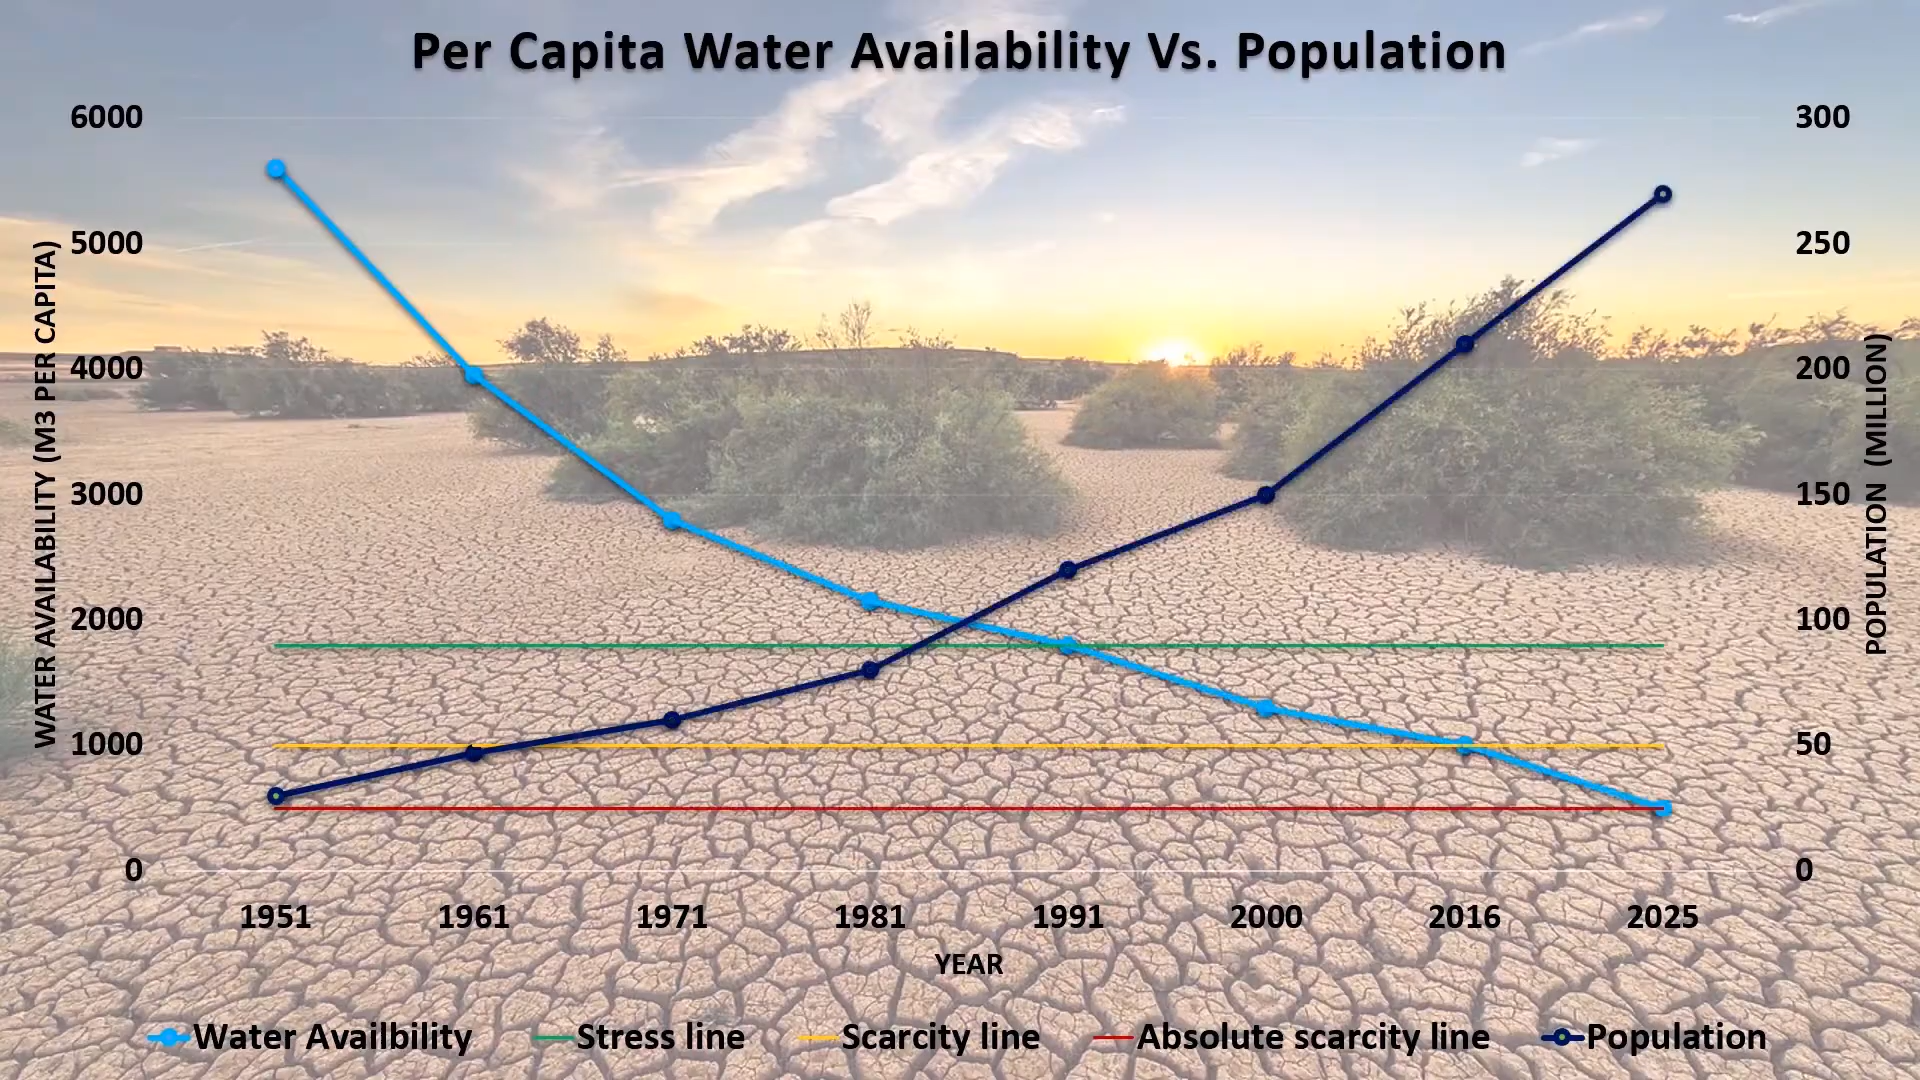 Per Capita Water Availability Vs. Population
6000
5000
4000
3000
2000
1000
0
WATER AVAILABILITY (M3 PER CAPITA)
300
250
200
150
100
50
0
POPULATION (MILLION)
1951 1961 1971 1981 1991 2000 2016 2025
YEAR
Water Availbility Stress line Scarcity line Absolute scarcity line Population